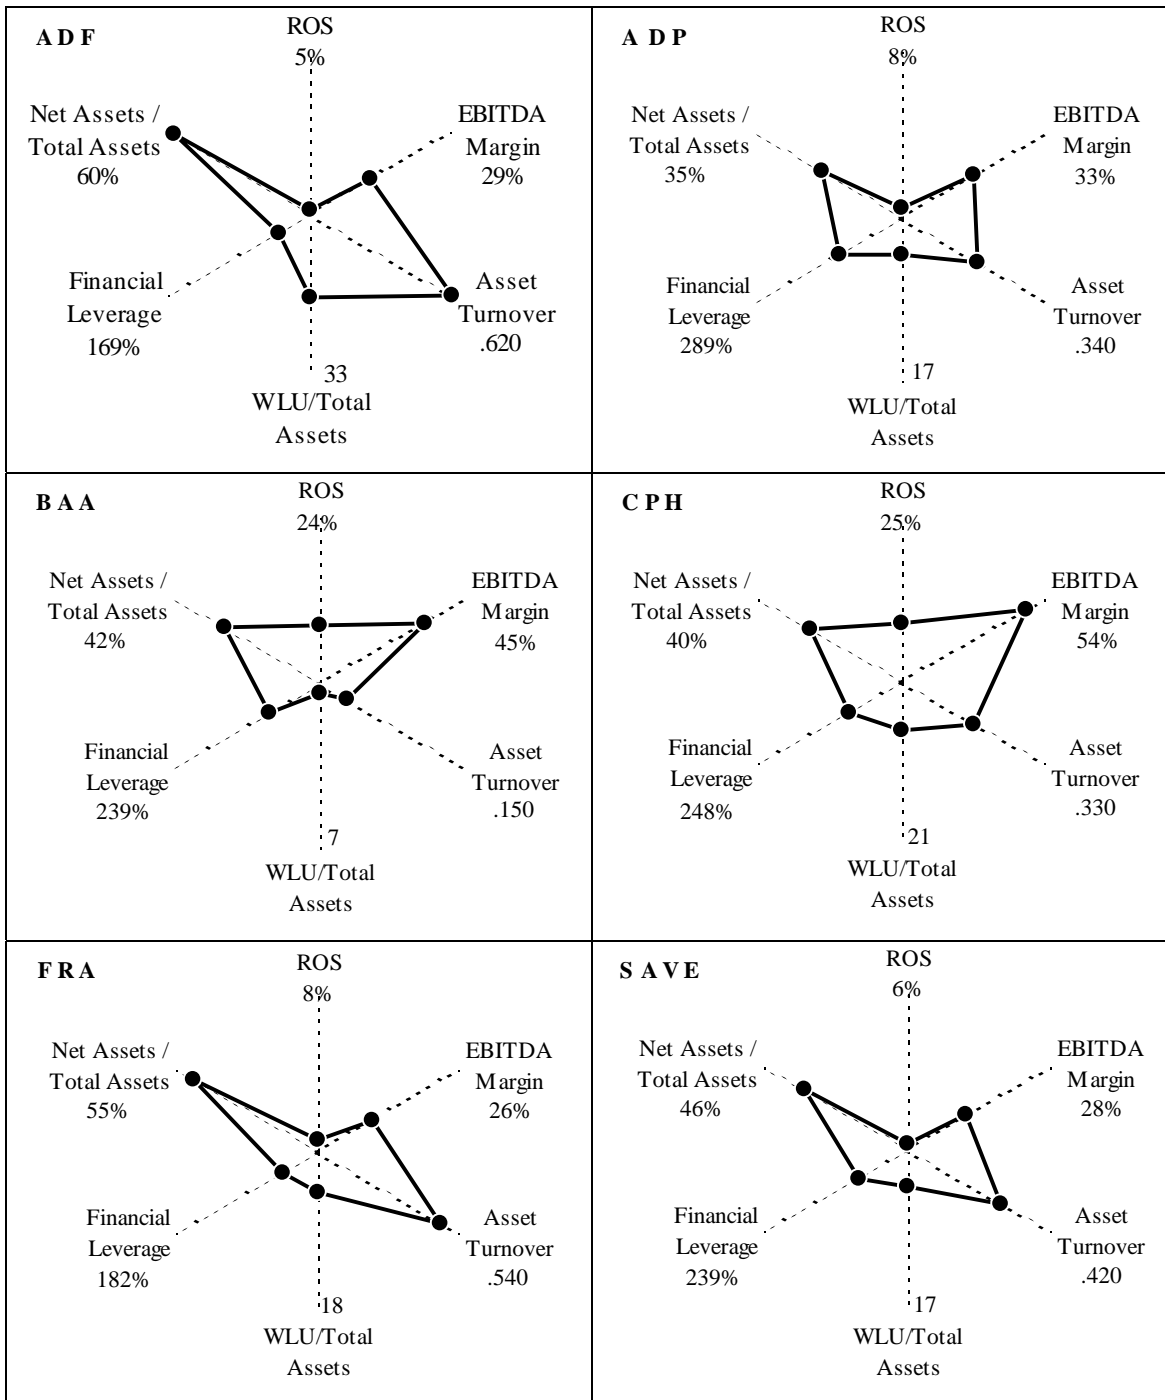 ADF
ROS
5%
Net Assets /
Total Assets
60%
EBITDA
Margin
29%
Financial
Leverage
169%
Asset
Turnover
.620
33
WLU/Total
Assets
ADP
ROS
8%
Net Assets /
Total Assets
35%
EBITDA
Margin
33%
Financial
Leverage
289%
Asset
Turnover
.340
17
WLU/Total
Assets
BAA
ROS
24%
Net Assets /
Total Assets
42%
EBITDA
Margin
45%
Financial
Leverage
239%
Asset
Turnover
.150
7
WLU/Total
Assets
CPH
ROS
25%
Net Assets /
Total Assets
40%
EBITDA
Margin
54%
Financial
Leverage
248%
Asset
Turnover
.330
21
WLU/Total
Assets
FRA
ROS
8%
Net Assets /
Total Assets
55%
EBITDA
Margin
26%
Financial
Leverage
182%
Asset
Turnover
.540
18
WLU/Total
Assets
SAVE
ROS
6%
Net Assets /
Total Assets
46%
EBITDA
Margin
28%
Financial
Leverage
239%
Asset
Turnover
.420
17
WLU/Total
Assets